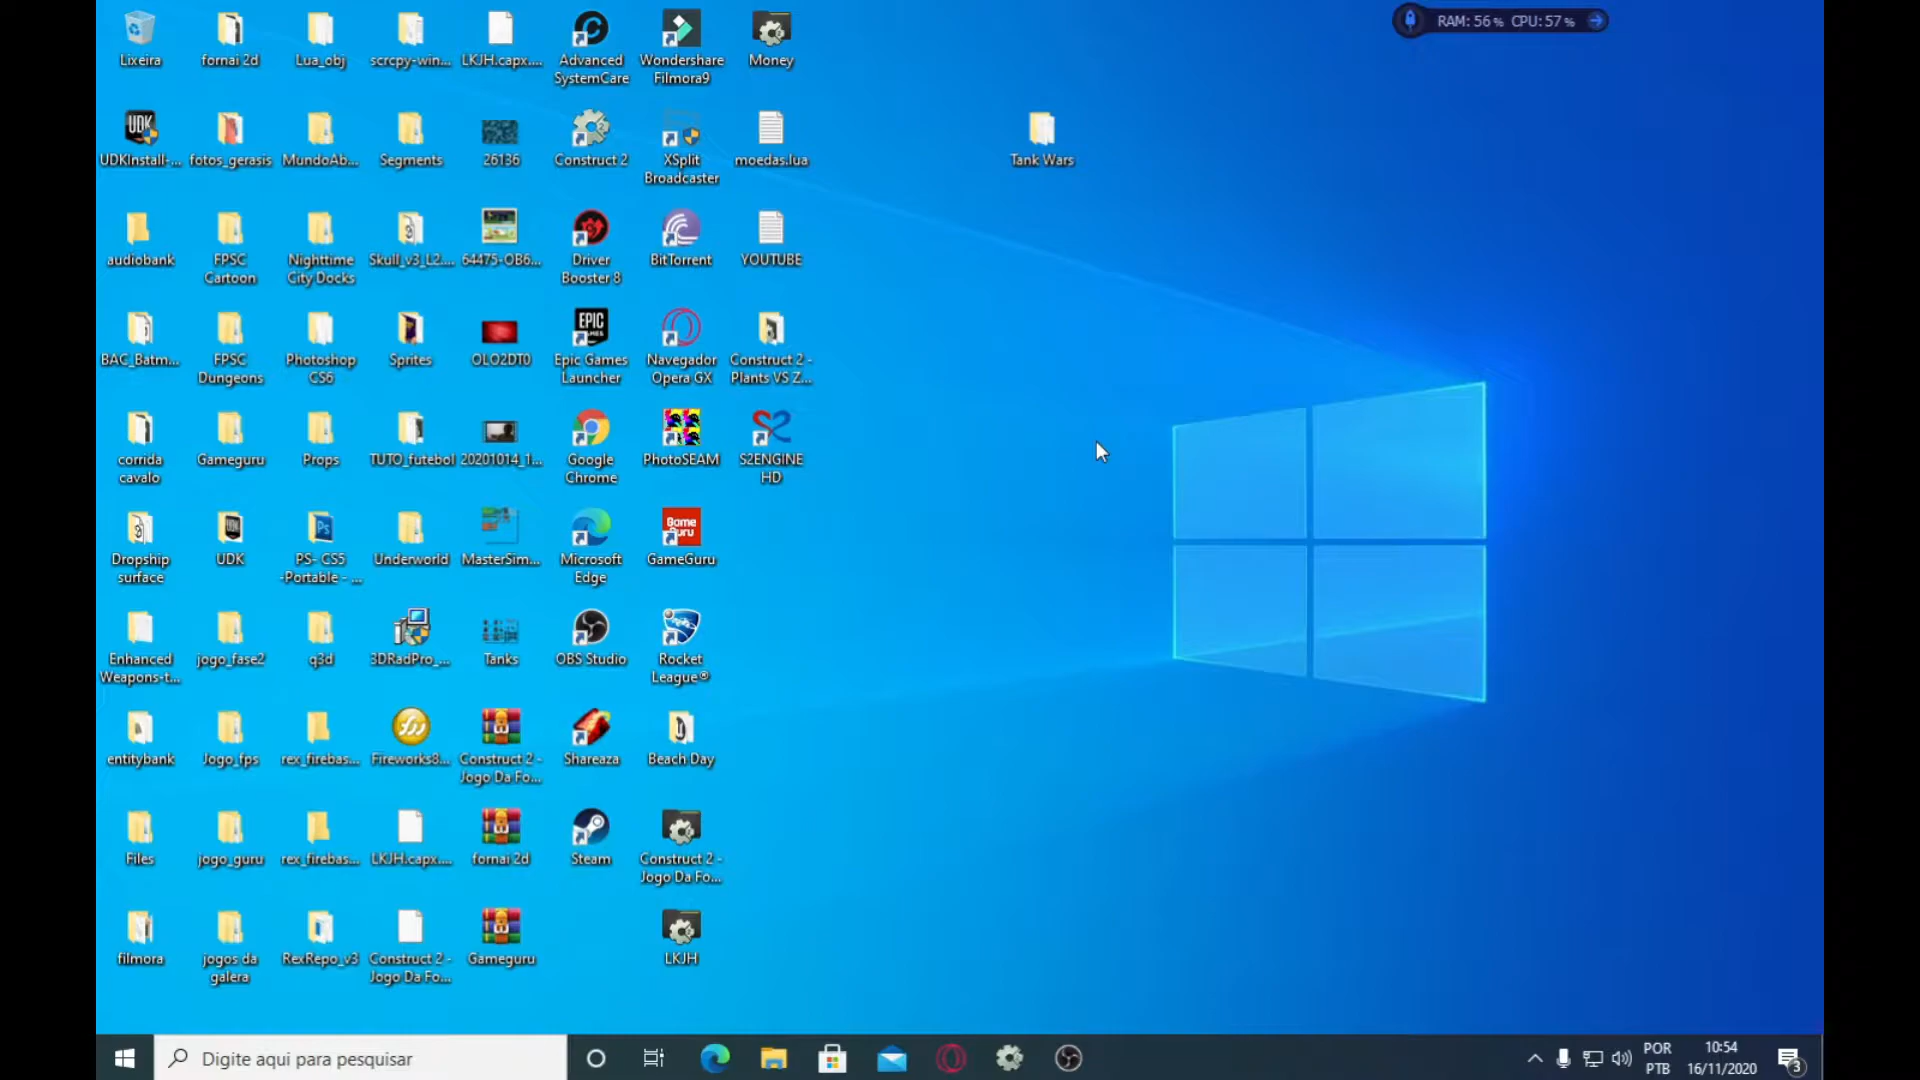 RAM: 56% CPU: 57%
Lixeira
fornai 2d
Lua_obj
scrcpy-win...
LKJH.capx....
Advanced
SystemCare
Wondershare
Filmora9
Money
UDKInstall-...
fotos_gerasis
MundoAb...
Segments
26136
Construct 2
XSplit
Broadcaster
moedas.lua
Tank Wars
audiobank
FPSC
Cartoon
Nighttime
City Docks
Skull_v3_L2....
64475-OB6...
Driver
Booster 8
BitTorrent
YOUTUBE
BAC_Batm...
FPSC
Dungeons
Photoshop
CS6
Sprites
OLO2DT0
EPIC
GAMES
Epic Games
Launcher
Navegador
Opera GX
Construct 2 -
Plants VS Z...
corrida
cavalo
Gameguru
Props
TUTO_futebol
20201014_1...
Google
Chrome
PhotoSEAM
S2ENGINE
HD
Dropship
surface
UDK
PS- CS5
-Portable - ...
Underworld
MasterSim...
Microsoft
Edge
Game
Guru
GameGuru
Enhanced
Weapons-t...
jogo_fase2
q3d
3DRadPro_...
Tanks
OBS Studio
Rocket
League®
entitybank
Jogo_fps
rex_firebas...
Fireworks8...
Construct 2 -
Jogo Da Fo...
Shareaza
Beach Day
Files
jogo_guru
rex_firebas...
LKJH.capx....
fornai 2d
Steam
Construct 2 -
Jogo Da Fo...
filmora
jogos da
galera
RexRepo_v3
Construct 2 -
Jogo Da Fo...
Gameguru
LKJH
Digite aqui para pesquisar
POR
PTB
10:54
16/11/2020
3